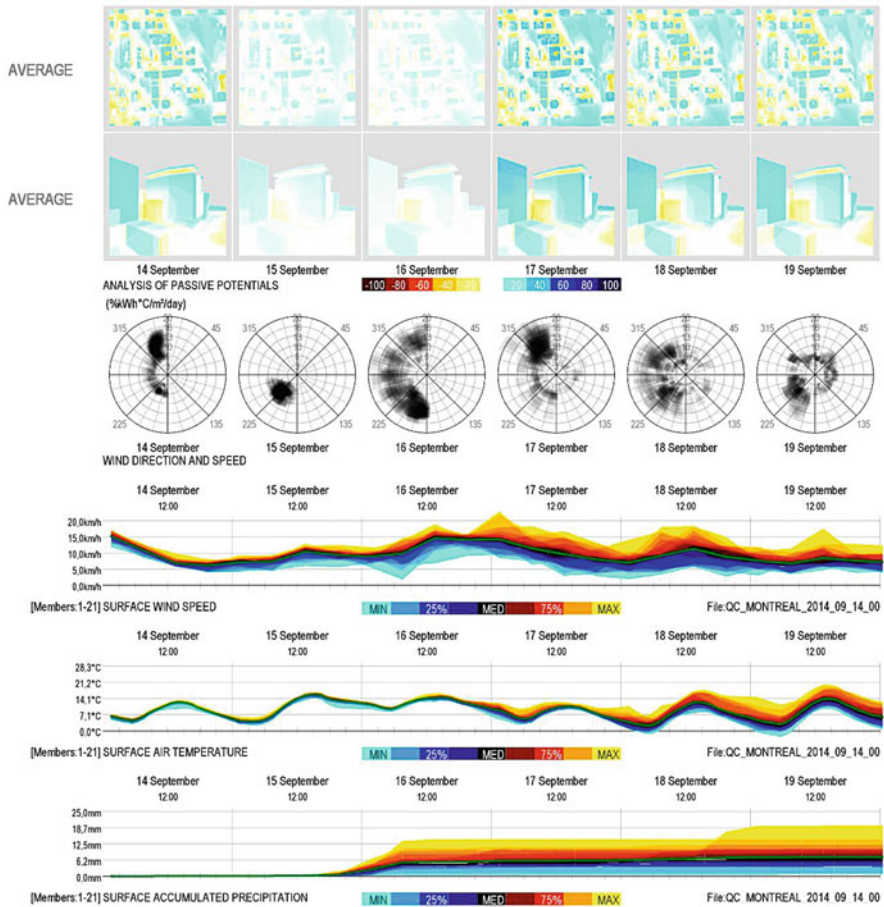 AVERAGE
AVERAGE
14 September 15 September 16 September 17 September 18 September 19 September
ANALYSIS OF PASSIVE POTENTIALS -100 -80 -60 -40 -20 20 40 60 80 100
(%kWh°C/m²/day)
315 45 315 45 315 45 315 45 315 45 315 45
225 135 225 135 225 135 225 135 225 135 225 135
14 September 15 September 16 September 17 September 18 September 19 September
WIND DIRECTION AND SPEED
14 September 15 September 16 September 17 September 18 September 19 September
12:00 12:00 12:00 12:00 12:00 12:00
20,0km/h
15,0km/h
10,0km/h
5,0km/h
0,0km/h
[Members:1-21] SURFACE WIND SPEED MIN 25% MED 75% MAX File:QC_MONTREAL_2014_09_14_00
14 September 15 September 16 September 17 September 18 September 19 September
12:00 12:00 12:00 12:00 12:00 12:00
28,3°C
21,2°C
14,1°C
7,1°C
0,0°C
[Members:1-21] SURFACE AIR TEMPERATURE MIN 25% MED 75% MAX File:QC_MONTREAL_2014_09_14_00
14 September 15 September 16 September 17 September 18 September 19 September
12:00 12:00 12:00 12:00 12:00 12:00
25,0mm
18,7mm
12,5mm
6,2mm
0,0mm
[Members:1-21] SURFACE ACCUMULATED PRECIPITATION MIN 25% MED 75% MAX File:QC_MONTREAL_2014_09_14_00